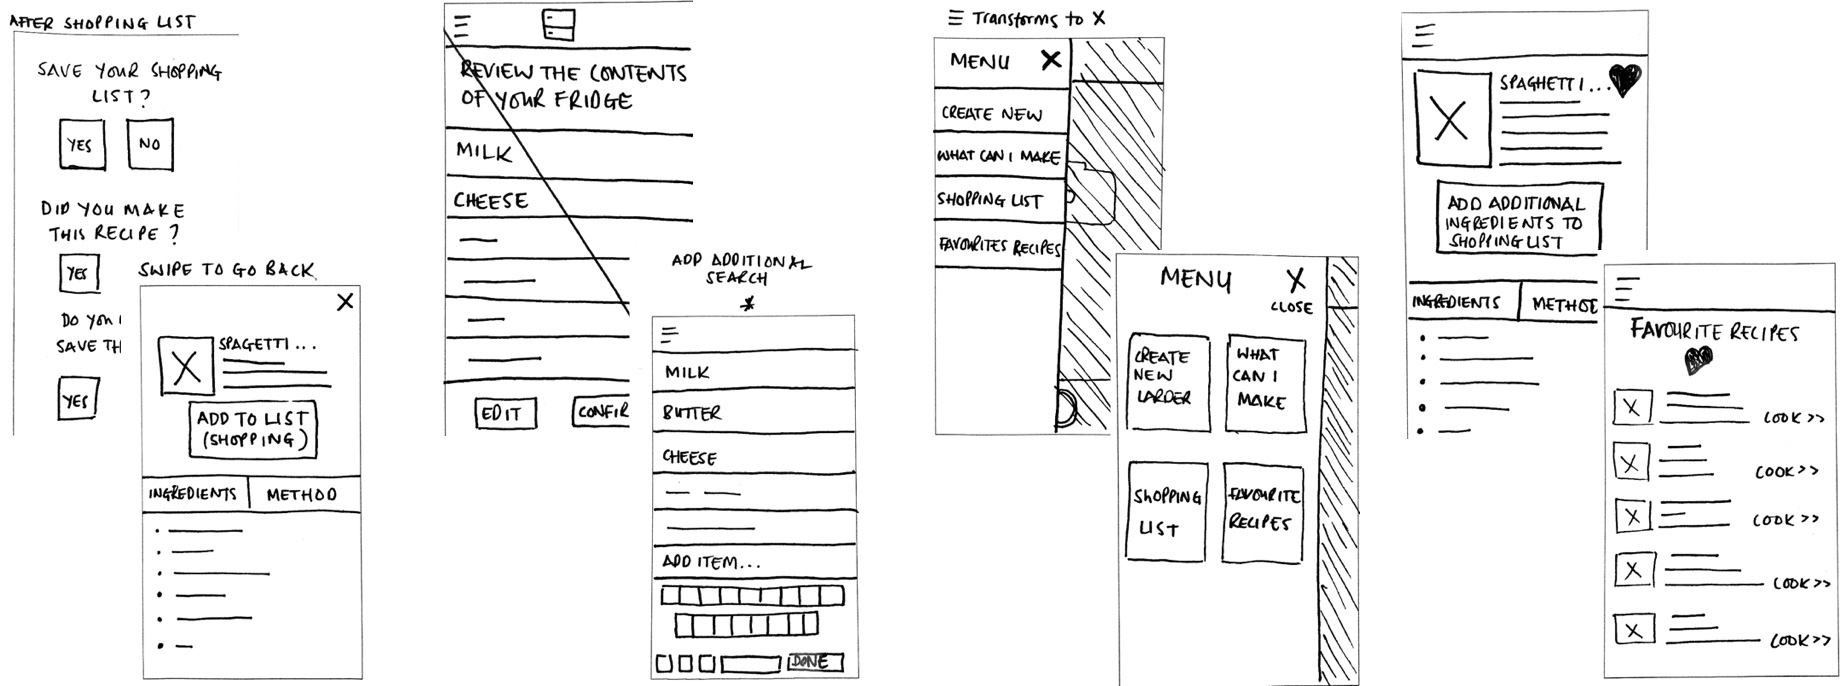 AFTER SHOPPING LIST
SAVE YOUR SHOPPING
LIST?
YES
NO
DID YOU MAKE
THIS RECIPE?
YES
DO YOU
SAVE TH
YES
SWIPE TO GO BACK
X
SPAGETTI...
ADD TO LIST
(SHOPPING)
INGREDIENTS
METHOD
REVIEW THE CONTENTS
OF YOUR FRIDGE
MILK
CHEESE
EDIT
CONFIR
ADD ADDITIONAL
SEARCH
*
MILK
BUTTER
CHEESE
ADD ITEM...
DONE
Transforms to X
MENU X
CREATE NEW
WHAT CAN I MAKE
SHOPPING LIST
FAVOURITES RECIPES
MENU X
CLOSE
CREATE
NEW
LARDER
WHAT
CAN I
MAKE
SHOPPING
LIST
FAVOURITE
RECIPES
SPAGHETTI...
ADD ADDITIONAL
INGREDIENTS TO
SHOPPING LIST
INGREDIENTS
METHOD
FAVOURITE RECIPES
COOK >>
COOK >>
COOK >>
COOK >>
COOK >>